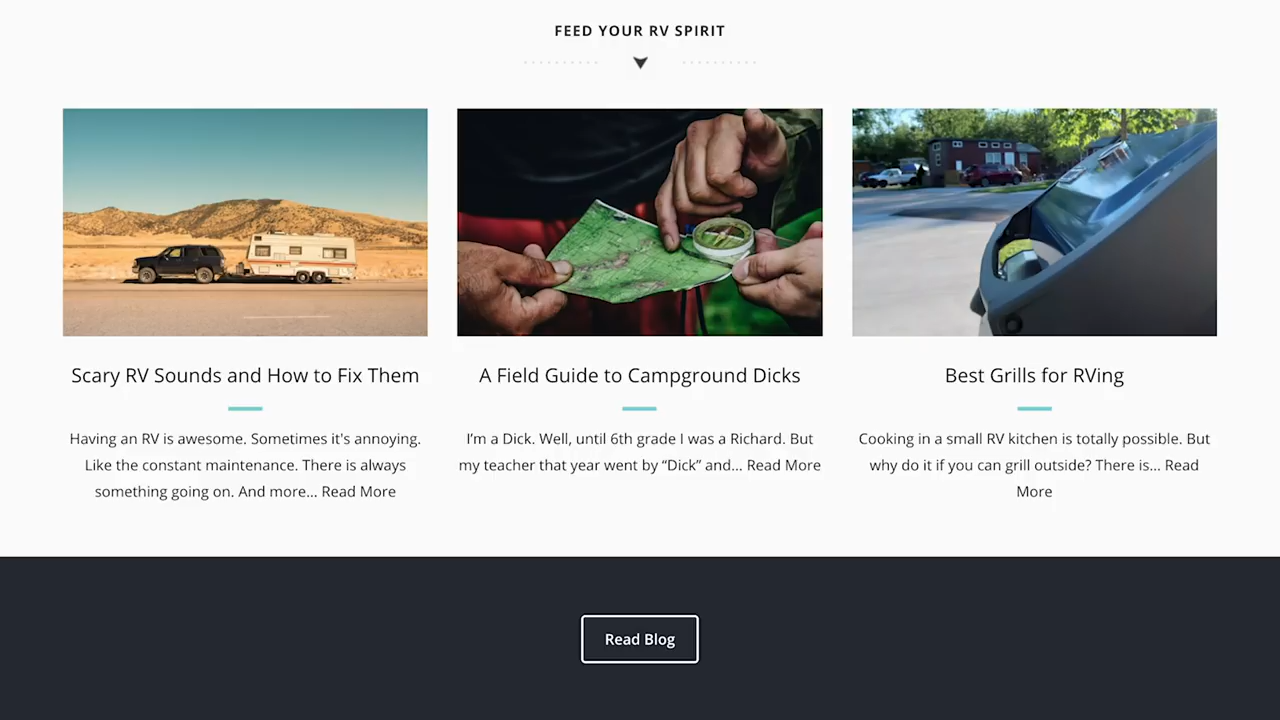 FEED YOUR RV SPIRIT
Scary RV Sounds and How to Fix Them
Having an RV is awesome. Sometimes it's annoying.
Like the constant maintenance. There is always
something going on. And more... Read More
A Field Guide to Campground Dicks
I’m a Dick. Well, until 6th grade I was a Richard. But
my teacher that year went by “Dick” and... Read More
Best Grills for RVing
Cooking in a small RV kitchen is totally possible. But
why do it if you can grill outside? There is... Read
More
Read Blog